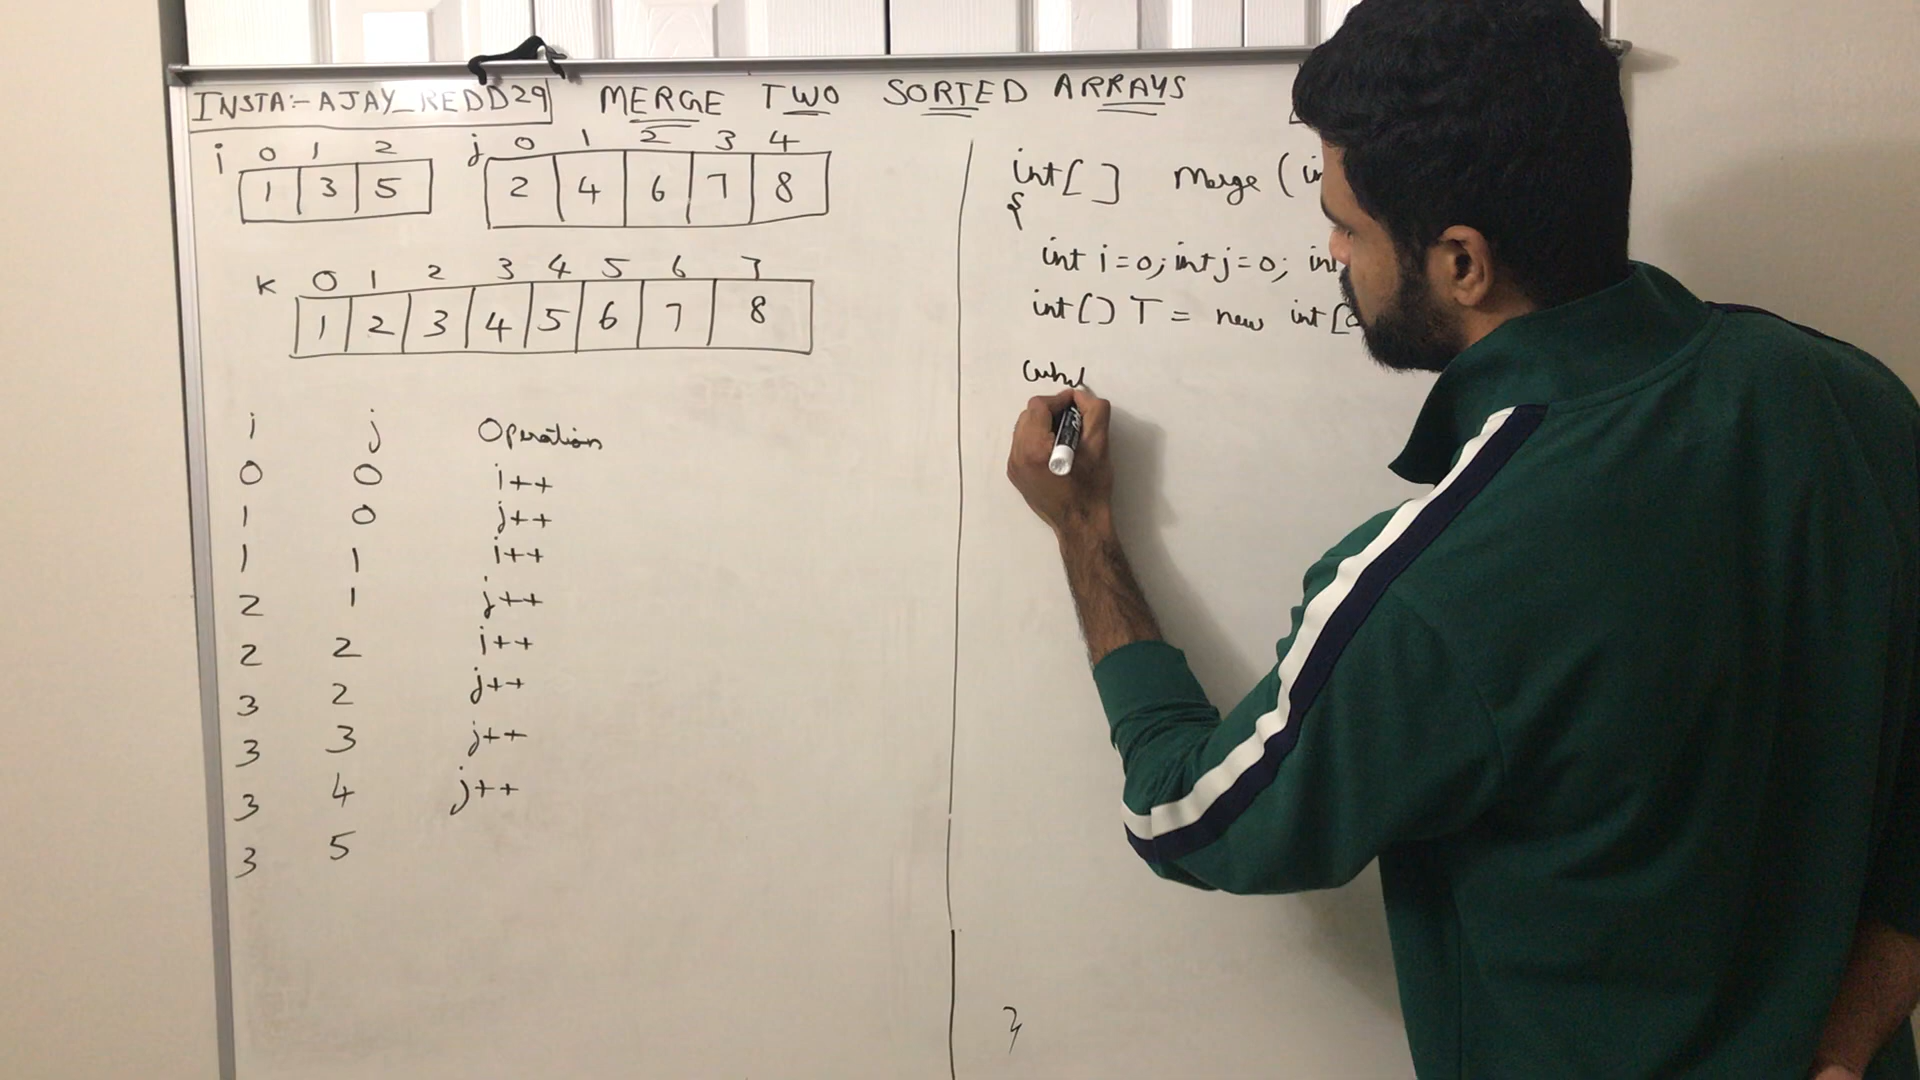 INSTA:- AJAY_REDD29 MERGE TWO SORTED ARRAYS
i 0 1 2
1 3 5
j 0 1 2 3 4
2 4 6 7 8
k 0 1 2 3 4 5 6 7
1 2 3 4 5 6 7 8
i j Operation
0 0 i++
1 0 j++
1 1 i++
2 1 j++
2 2 i++
3 2 j++
3 3 j++
3 4 j++
3 5
int[] Merge (in
{
int i=0; int j=0; in
int[] T = new int[
}